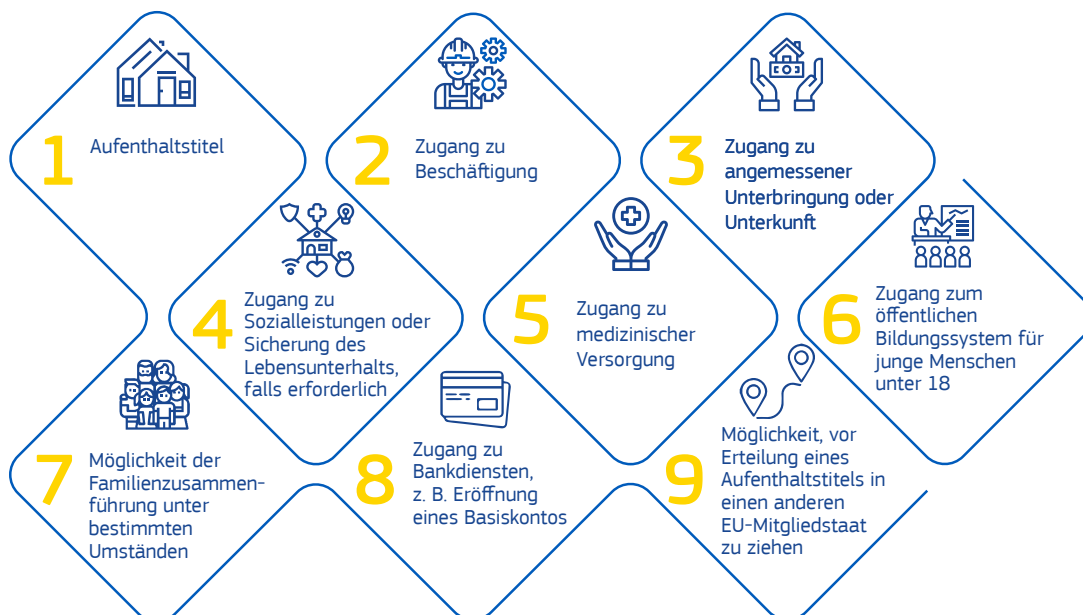 1
Aufenthaltstitel
2
Zugang zu
Beschäftigung
3
Zugang zu
angemessener
Unterbringung oder
Unterkunft
4
Zugang zu
Sozialleistungen oder
Sicherung des
Lebensunterhalts,
falls erforderlich
5
Zugang zu
medizinischer
Versorgung
6
Zugang zum
öffentlichen
Bildungssystem für
junge Menschen
unter 18
7
Möglichkeit der
Familienzusammen-
führung unter
bestimmten
Umständen
8
Zugang zu
Bankdiensten,
z. B. Eröffnung
eines Basiskontos
9
Möglichkeit, vor
Erteilung eines
Aufenthaltstitels in
einen anderen
EU-Mitgliedstaat
zu ziehen